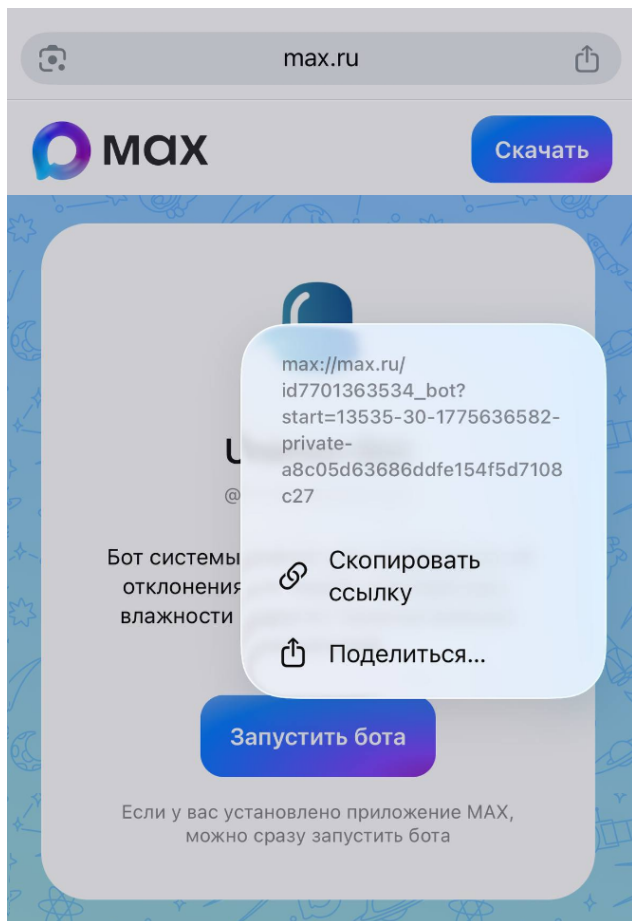 max.ru
max
Скачать
max://max.ru/
id7701363534_bot?
start=13535-30-1775636582-
private-
a8c05d63686ddfe154f5d7108
c27
@
Бот системы
отклонения
влажности
Скопировать
ссылку
Поделиться...
Запустить бота
Если у вас установлено приложение MAX,
можно сразу запустить бота